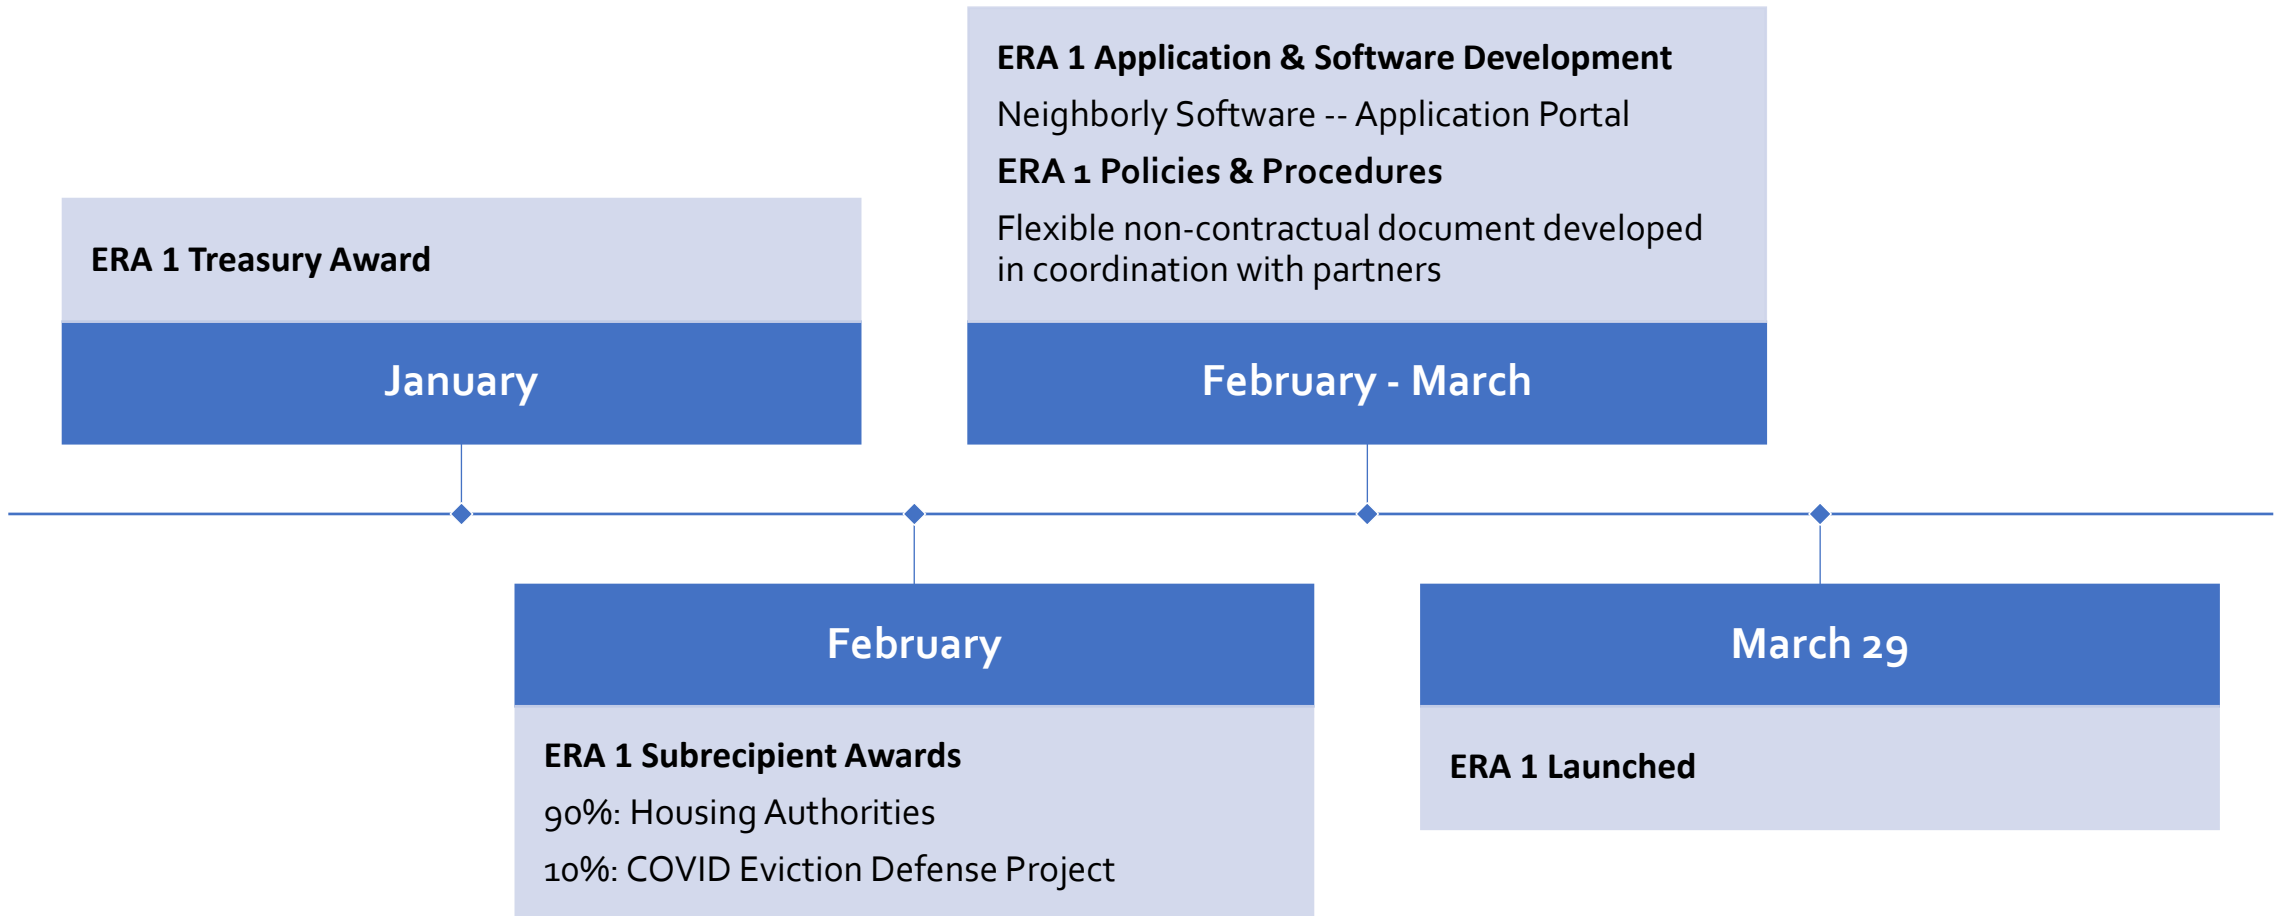 ERA 1 Treasury Award
January
ERA 1 Subrecipient Awards
90%: Housing Authorities
10%: COVID Eviction Defense Project
February
ERA 1 Application & Software Development
Neighborly Software -- Application Portal
ERA 1 Policies & Procedures
Flexible non-contractual document developed
in coordination with partners
February - March
March 29
ERA 1 Launched